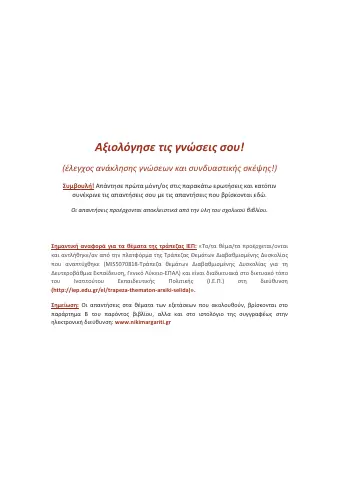 Αξιολόγησε τις γνώσεις σου!
(έλεγχος ανάκλησης γνώσεων και συνδυαστικής σκέψης!)
Συμβουλή! Απάντησε πρώτα μόνη/ος στις παρακάτω ερωτήσεις και κατόπιν
συνέκρινε τις απαντήσεις σου με τις απαντήσεις που βρίσκονται εδώ.
Οι απαντήσεις προέρχονται αποκλειστικά από την ύλη του σχολικού βιβλίου.
Σημαντική αναφορά για τα θέματα της τράπεζας ΙΕΠ: «Το/τα θέμα/τα προέρχεται/ονται
και αντλήθηκε/αν από την πλατφόρμα της Τράπεζας Θεμάτων Διαβαθμισμένης Δυσκολίας
που αναπτύχθηκε (MIS5070818-Τράπεζα θεμάτων Διαβαθμισμένης Δυσκολίας για τη
Δευτεροβάθμια Εκπαίδευση, Γενικό Λύκειο-ΕΠΑΛ) και είναι διαδικτυακά στο δικτυακό τόπο
του Ινστιτούτου Εκπαιδευτικής Πολιτικής (Ι.Ε.Π.) στη διεύθυνση
(http://iep.edu.gr/el/trapeza-thematon-arxiki-selida)».
Σημείωση: Οι απαντήσεις στα θέματα των εξετάσεων που ακολουθούν, βρίσκονται στο
παράρτημα Β του παρόντος βιβλίου, αλλα και στο ιστολόγιο της συγγραφέως στην
ηλεκτρονική διεύθυνση: www.nikimargariti.gr